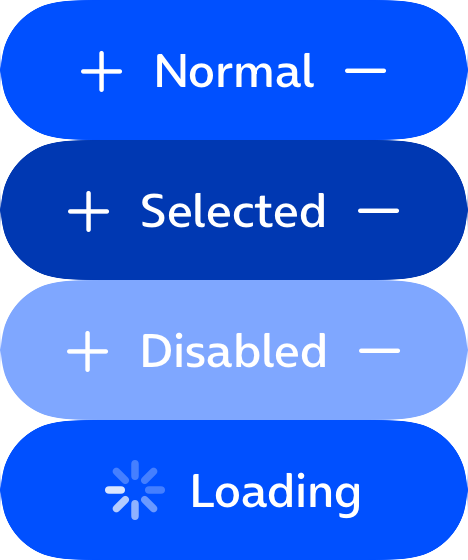 + Normal −
+ Selected −
+ Disabled −
Loading